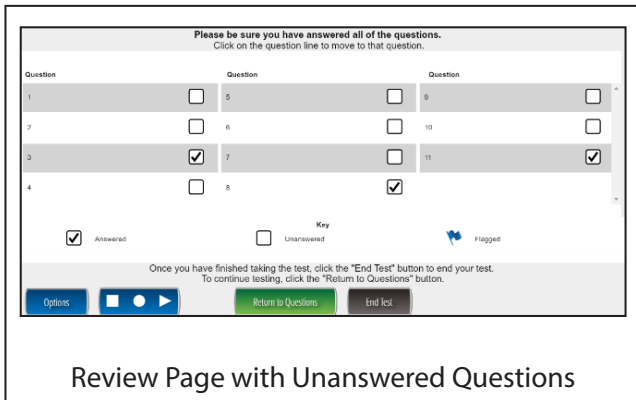 Please be sure you have answered all of the questions.
Click on the question line to move to that question.
Question Question Question
1 5 9
2 6 10
3 7 11
4 8
Key
Answered Unanswered Flagged
Once you have finished taking the test, click the "End Test" button to end your test.
To continue testing, click the "Return to Questions" button.
Options Return to Questions End Test
Review Page with Unanswered Questions